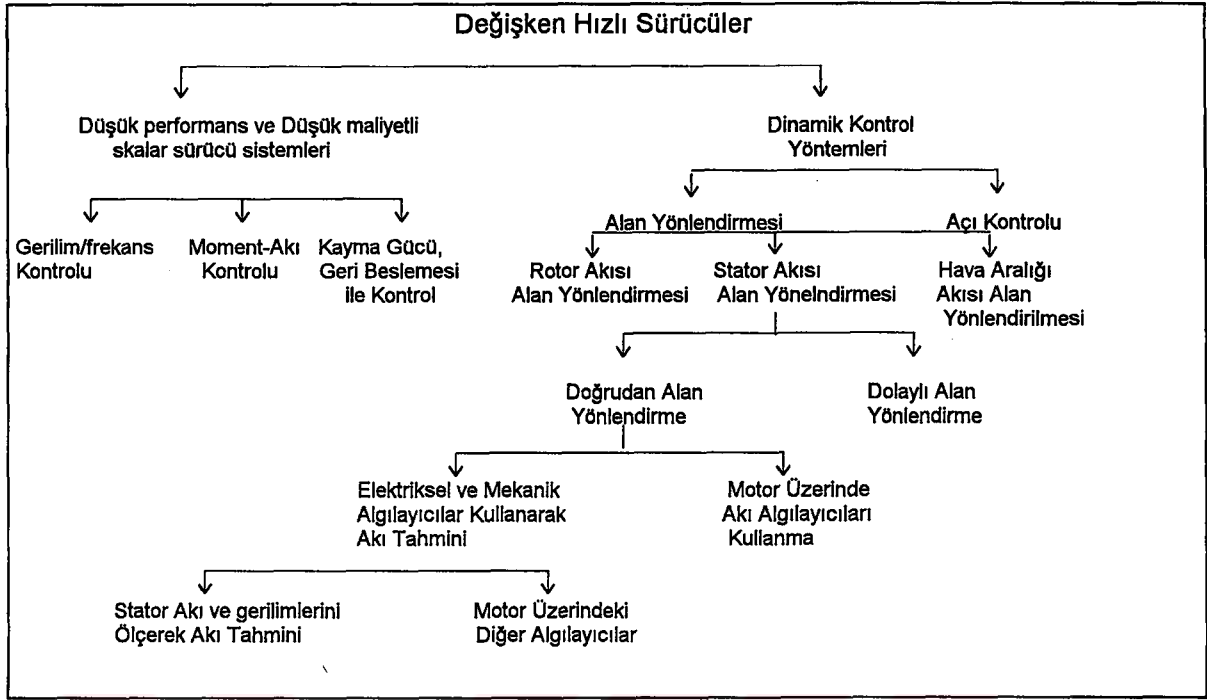 Değişken Hızlı Sürücüler
Düşük performans ve Düşük maliyetli
skalar sürücü sistemleri
Dinamik Kontrol
Yöntemleri
Gerilim/frekans
Kontrolu
Moment-Akı
Kontrolu
Kayma Gücü,
Geri Beslemesi
ile Kontrol
Alan Yönlendirmesi
Açı Kontrolu
Rotor Akısı
Alan Yönlendirmesi
Stator Akısı
Alan Yönelndirmesi
Hava Aralığı
Akısı Alan
Yönlendirilmesi
Doğrudan Alan
Yönlendirme
Dolaylı Alan
Yönlendirme
Elektriksel ve Mekanik
Algılayıcılar Kullanarak
Akı Tahmini
Motor Üzerinde
Akı Algılayıcıları
Kullanma
Stator Akı ve gerilimlerini
Ölçerek Akı Tahmini
Motor Üzerindeki
Diğer Algılayıcılar